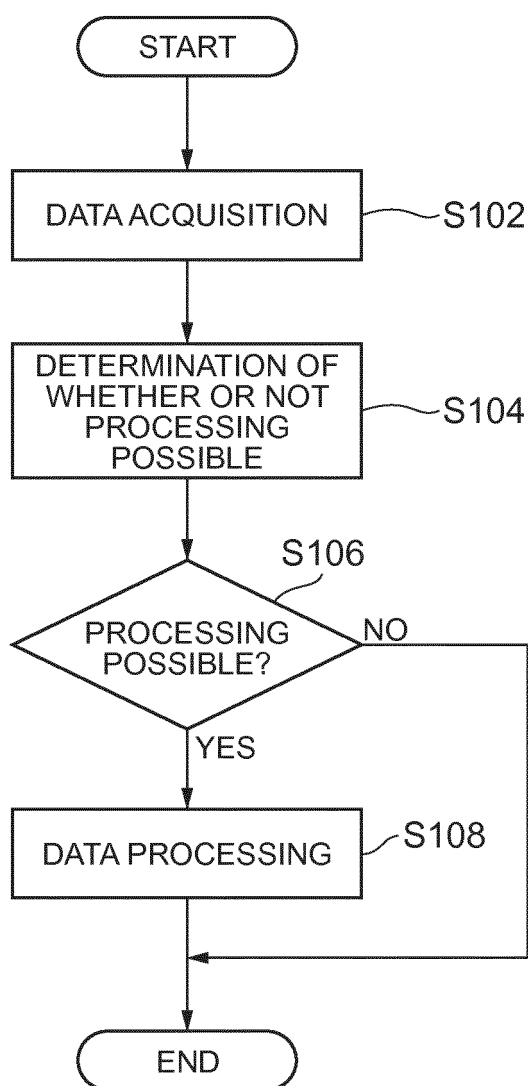 START
DATA ACQUISITION
S102
DETERMINATION OF
WHETHER OR NOT
PROCESSING
POSSIBLE
S104
S106
PROCESSING
POSSIBLE?
NO
YES
DATA PROCESSING
S108
END